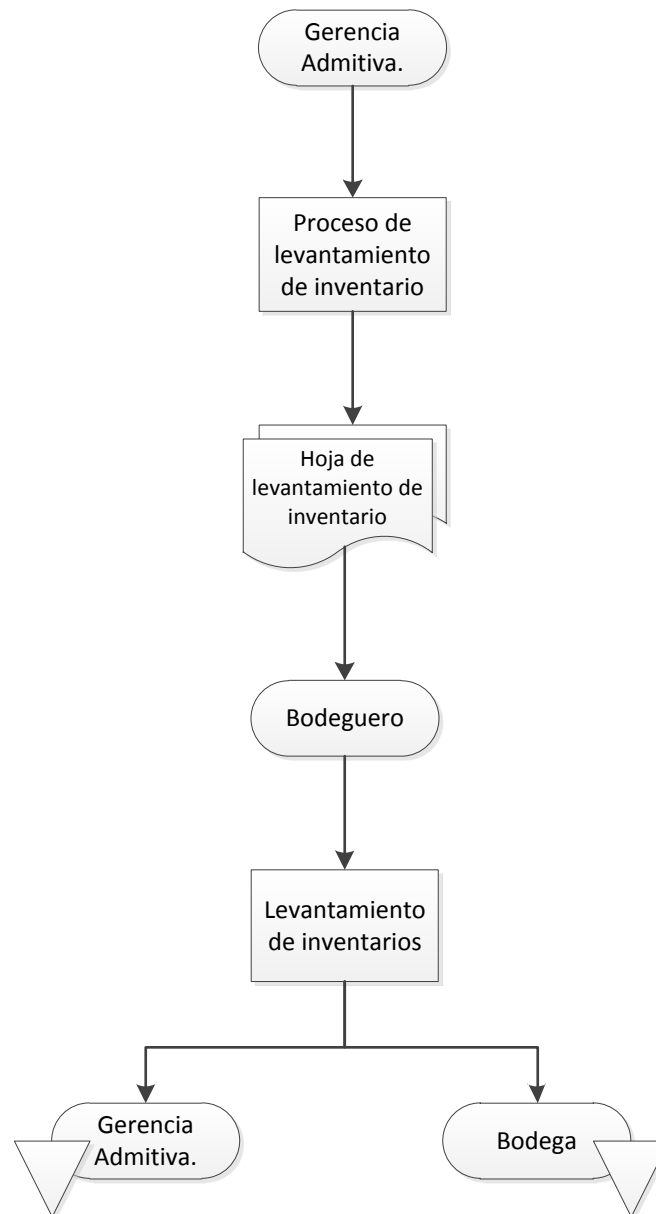 Gerencia
Admitiva.
Proceso de
levantamiento
de inventario
Hoja de
levantamiento de
inventario
Bodeguero
Levantamiento
de inventarios
Gerencia
Admitiva.
Bodega